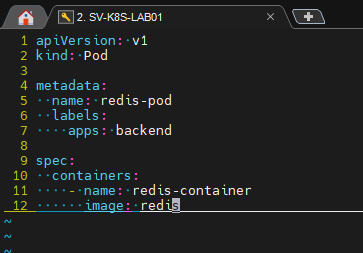 2. SV-K8S-LAB01
1 apiVersion: v1
2 kind: Pod
3
4 metadata:
5   name: redis-pod
6   labels:
7     apps: backend
8
9 spec:
10   containers:
11     - name: redis-container
12       image: redis
~
~
~